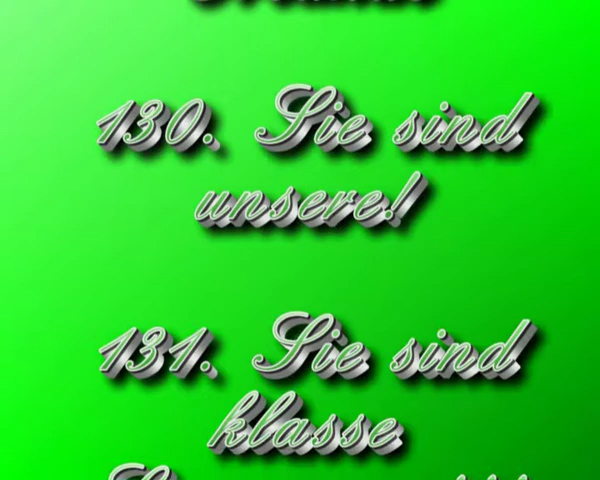 130. Sie sind
unsere!
131. Sie sind
klasse